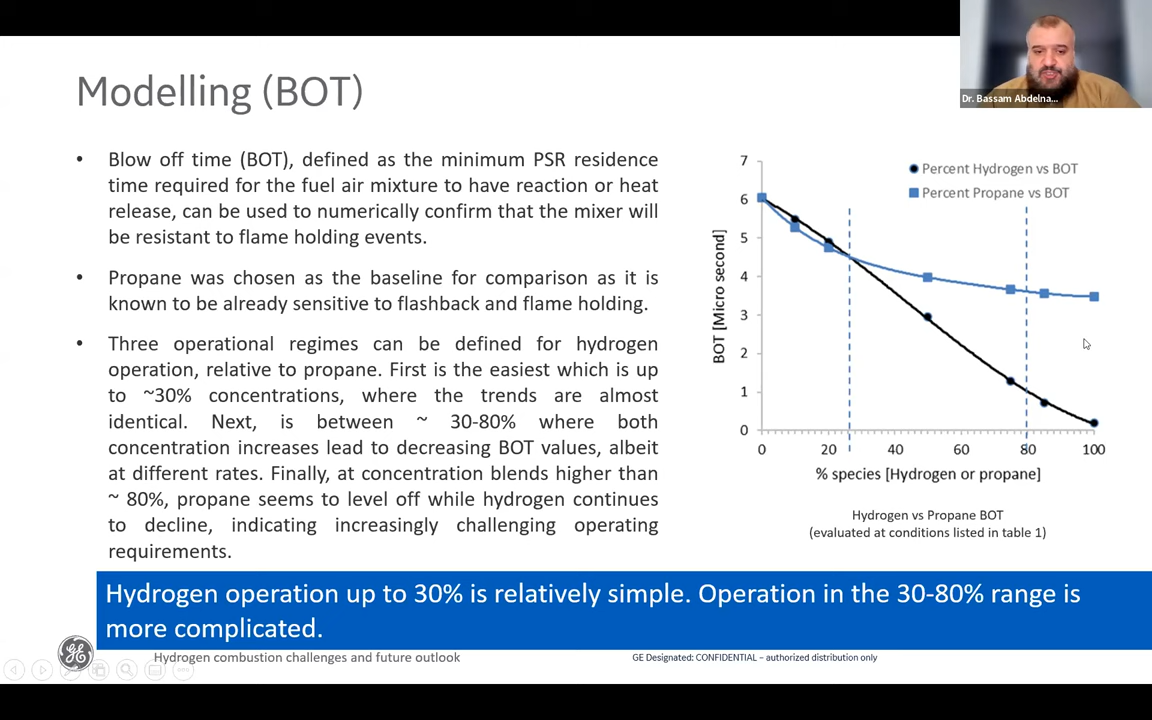 Dr. Bassam Abdelna...
Modelling (BOT)
• Blow off time (BOT), defined as the minimum PSR residence
time required for the fuel air mixture to have reaction or heat
release, can be used to numerically confirm that the mixer will
be resistant to flame holding events.
• Propane was chosen as the baseline for comparison as it is
known to be already sensitive to flashback and flame holding.
• Three operational regimes can be defined for hydrogen
operation, relative to propane. First is the easiest which is up
to ~30% concentrations, where the trends are almost
identical. Next, is between ~ 30-80% where both
concentration increases lead to decreasing BOT values, albeit
at different rates. Finally, at concentration blends higher than
~ 80%, propane seems to level off while hydrogen continues
to decline, indicating increasingly challenging operating
requirements.
Percent Hydrogen vs BOT
Percent Propane vs BOT
BOT [Micro second]
7
6
5
4
3
2
1
0
0 20 40 60 80 100
% species [Hydrogen or propane]
Hydrogen vs Propane BOT
(evaluated at conditions listed in table 1)
Hydrogen operation up to 30% is relatively simple. Operation in the 30-80% range is
more complicated.
GE
Hydrogen combustion challenges and future outlook
GE Designated: CONFIDENTIAL – authorized distribution only